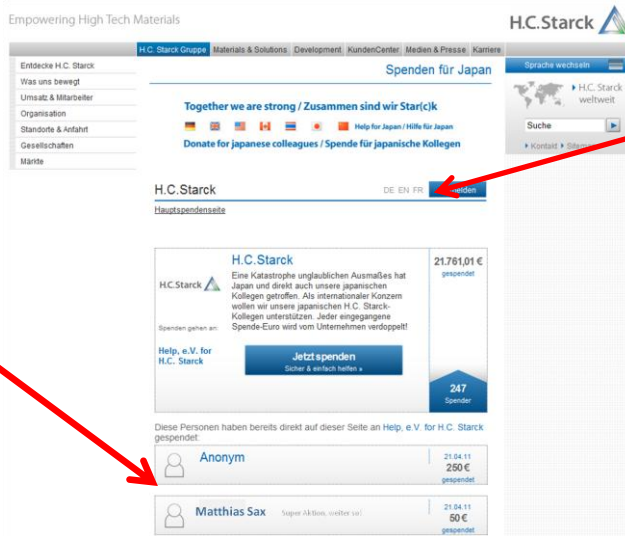 Empowering High Tech Materials
H.C.Starck
H.C. Starck Gruppe Materials & Solutions Development KundenCenter Medien & Presse Karriere
Entdecke H.C. Starck
Was uns bewegt
Umsatz & Mitarbeiter
Organisation
Standorte & Anfahrt
Gesellschaften
Märkte
Spenden für Japan
Sprache wechseln
H.C. Starck
weltweit
Suche
Kontakt
Together we are strong / Zusammen sind wir Star(c)k
Help for Japan / Hilfe für Japan
Donate for japanese colleagues / Spende für japanische Kollegen
H.C.Starck
DE EN FR
Hauptspendenseite
H.C.Starck
H.C.Starck
Eine Katastrophe unglaublichen Ausmaßes hat
Japan und direkt auch unsere japanischen
Kollegen getroffen. Als internationaler Konzern
wollen wir unsere japanischen H.C. Starck-
Kollegen unterstützen. Jeder eingegangene
Spende-Euro wird vom Unternehmen verdoppelt!
Spenden gehen an:
Help, e.V. for
H.C. Starck
Jetzt spenden
Sicher & einfach helfen »
21.761,01 €
gespendet
247
Spender
Diese Personen haben bereits direkt auf dieser Seite an Help, e.V. for H.C. Starck
gespendet:
Anonym
21.04.11
250 €
gespendet
Matthias Sax Super Aktion, weiter so!
21.04.11
50 €
gespendet